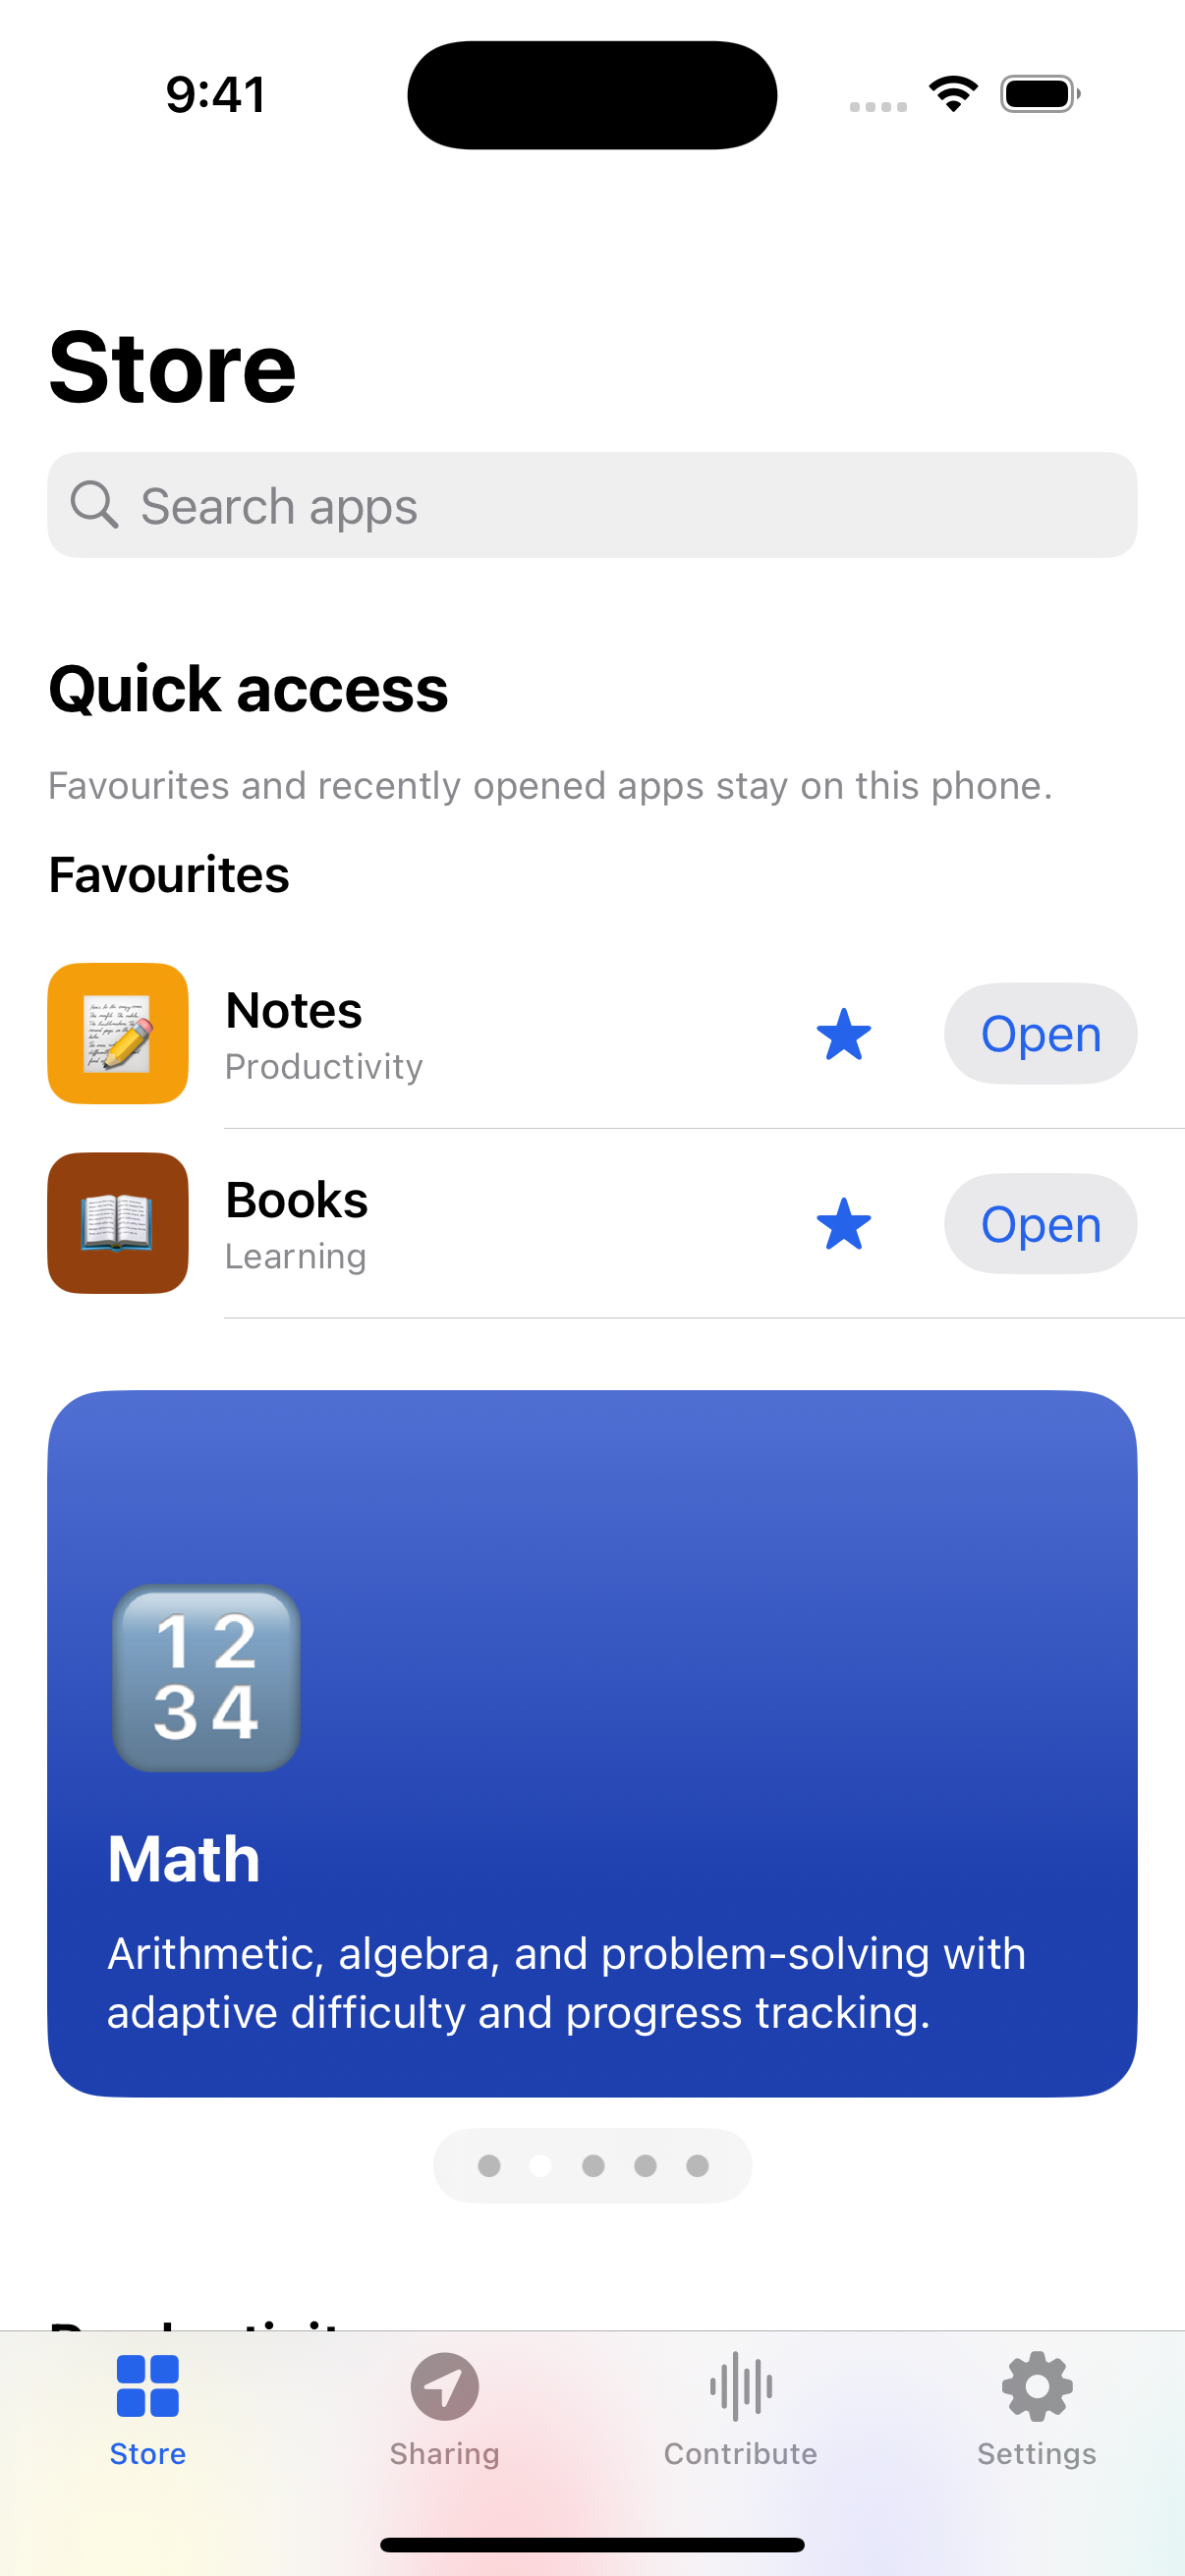 9:41
Store
Search apps
Quick access
Favourites and recently opened apps stay on this phone.
Favourites
Notes
Productivity
Open
Books
Learning
Open
1 2
3 4
Math
Arithmetic, algebra, and problem-solving with
adaptive difficulty and progress tracking.
Store
Sharing
Contribute
Settings